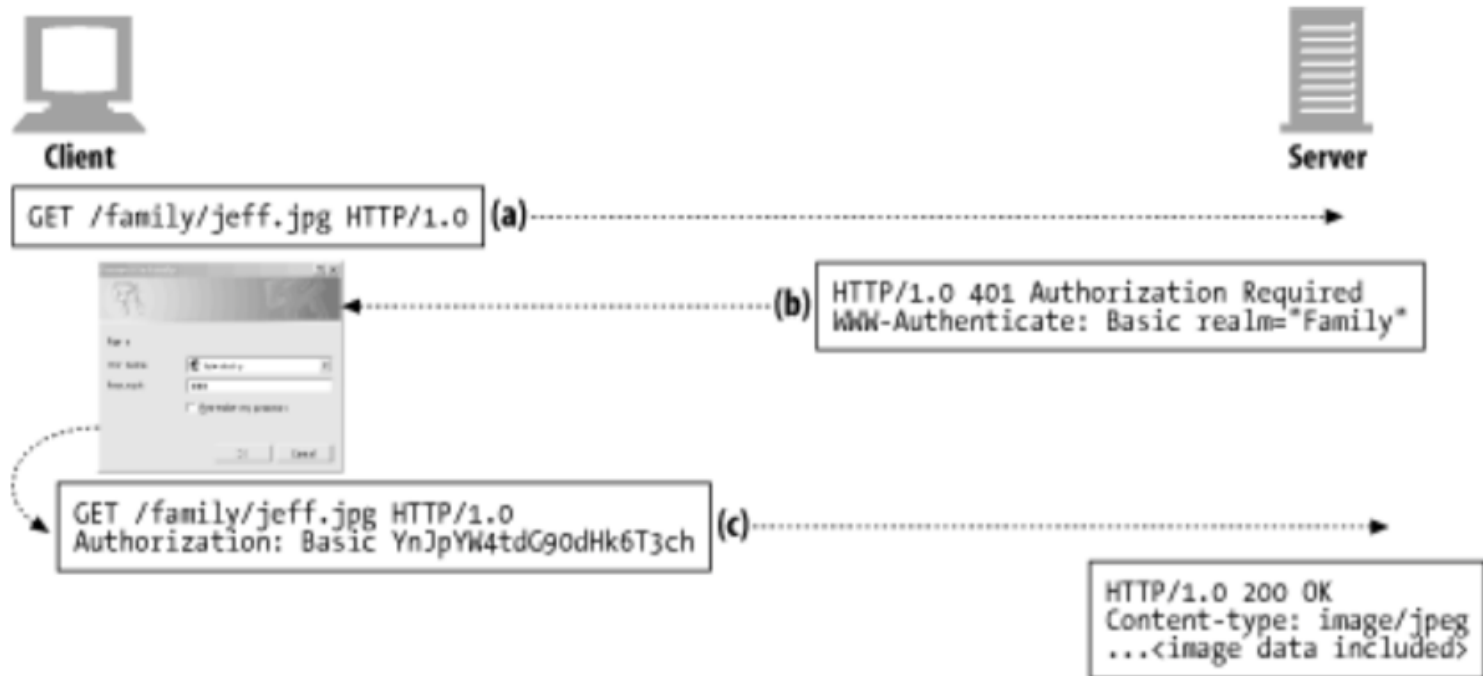 Client
Server
GET /family/jeff.jpg HTTP/1.0
(a)
(b)
HTTP/1.0 401 Authorization Required
WWW-Authenticate: Basic realm="Family"
GET /family/jeff.jpg HTTP/1.0
Authorization: Basic YnJpYW4tdG90dHk6T3ch
(c)
HTTP/1.0 200 OK
Content-type: image/jpeg
...<image data included>